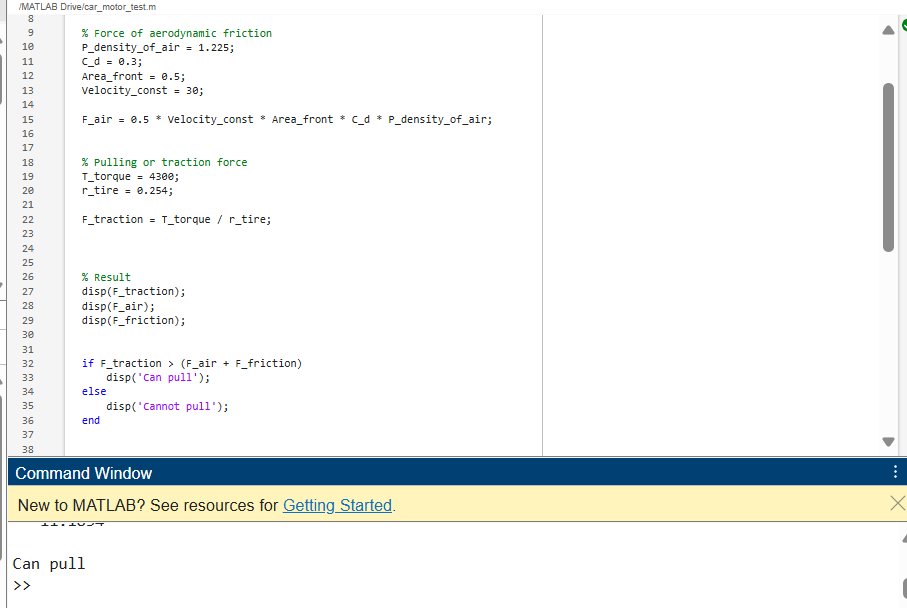 /MATLAB Drive/car_motor_test.m
8
9 % Force of aerodynamic friction
10 P_density_of_air = 1.225;
11 C_d = 0.3;
12 Area_front = 0.5;
13 Velocity_const = 30;
14
15 F_air = 0.5 * Velocity_const * Area_front * C_d * P_density_of_air;
16
17
18 % Pulling or traction force
19 T_torque = 4300;
20 r_tire = 0.254;
21
22 F_traction = T_torque / r_tire;
23
24
25
26 % Result
27 disp(F_traction);
28 disp(F_air);
29 disp(F_friction);
30
31
32 if F_traction > (F_air + F_friction)
33 disp('Can pull');
34 else
35 disp('Cannot pull');
36 end
37
38
Command Window
New to MATLAB? See resources for Getting Started.
Can pull
>>